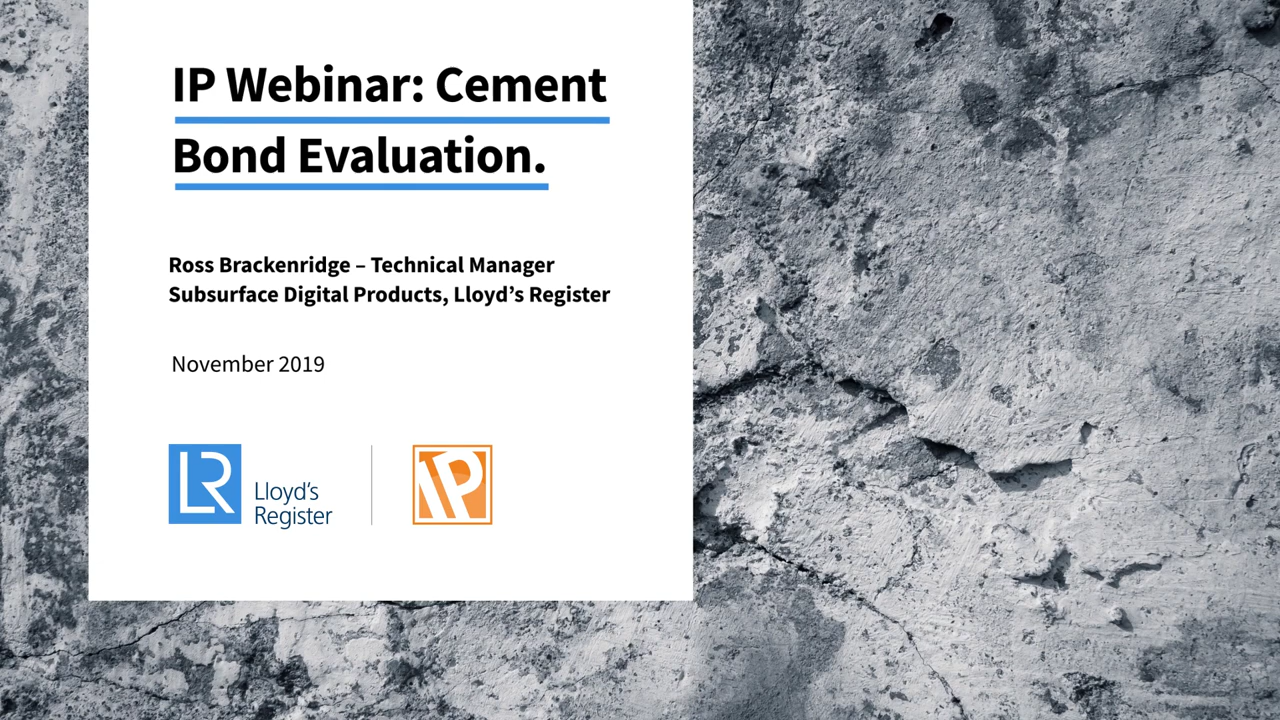 IP Webinar: Cement
Bond Evaluation.
Ross Brackenridge – Technical Manager
Subsurface Digital Products, Lloyd’s Register
November 2019
LR
Lloyd’s
Register
IP